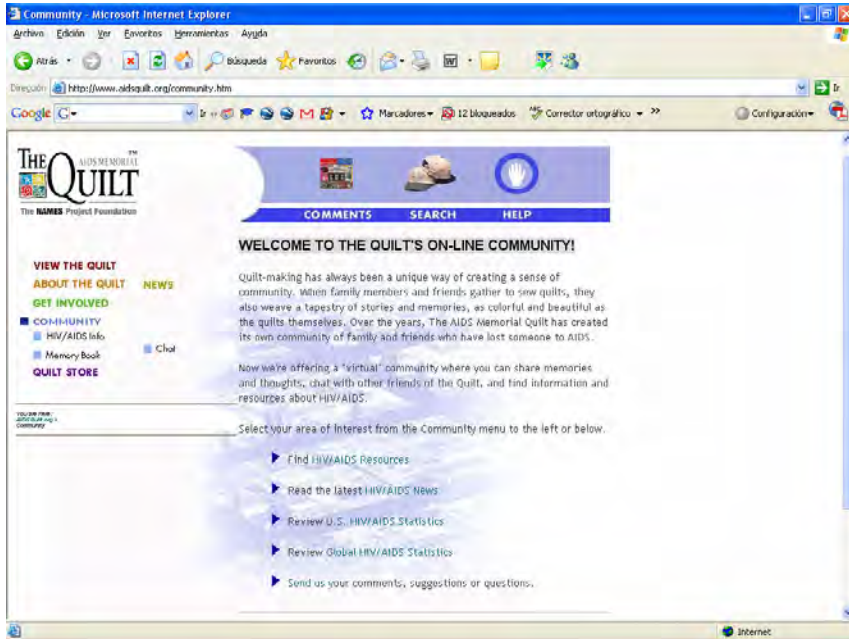 Community - Microsoft Internet Explorer
Archivo Edición Ver Favoritos Herramientas Ayuda
Atrás Búsqueda Favoritos
Dirección http://www.aidsquilt.org/community.htm Ir
Google G Ir Marcadores 12 bloqueados Corrector ortográfico Configuración
THE AIDS MEMORIAL QUILT TM
The NAMES Project Foundation
COMMENTS SEARCH HELP
WELCOME TO THE QUILT'S ON-LINE COMMUNITY!
VIEW THE QUILT
ABOUT THE QUILT NEWS
GET INVOLVED
COMMUNITY
HIV/AIDS Info
Memory Book Chat
QUILT STORE
You are here:
Community
Quilt-making has always been a unique way of creating a sense of
community. When family members and friends gather to sew quilts, they
also weave a tapestry of stories and memories, as colorful and beautiful as
the quilts themselves. Over the years, The AIDS Memorial Quilt has created
its own community of family and friends who have lost someone to AIDS.
Now we're offering a "virtual" community where you can share memories
and thoughts, chat with other friends of the Quilt, and find information and
resources about HIV/AIDS.
Select your area of interest from the Community menu to the left or below.
Find HIV/AIDS Resources
Read the latest HIV/AIDS News
Review U.S. HIV/AIDS Statistics
Review Global HIV/AIDS Statistics
Send us your comments, suggestions or questions.
Internet